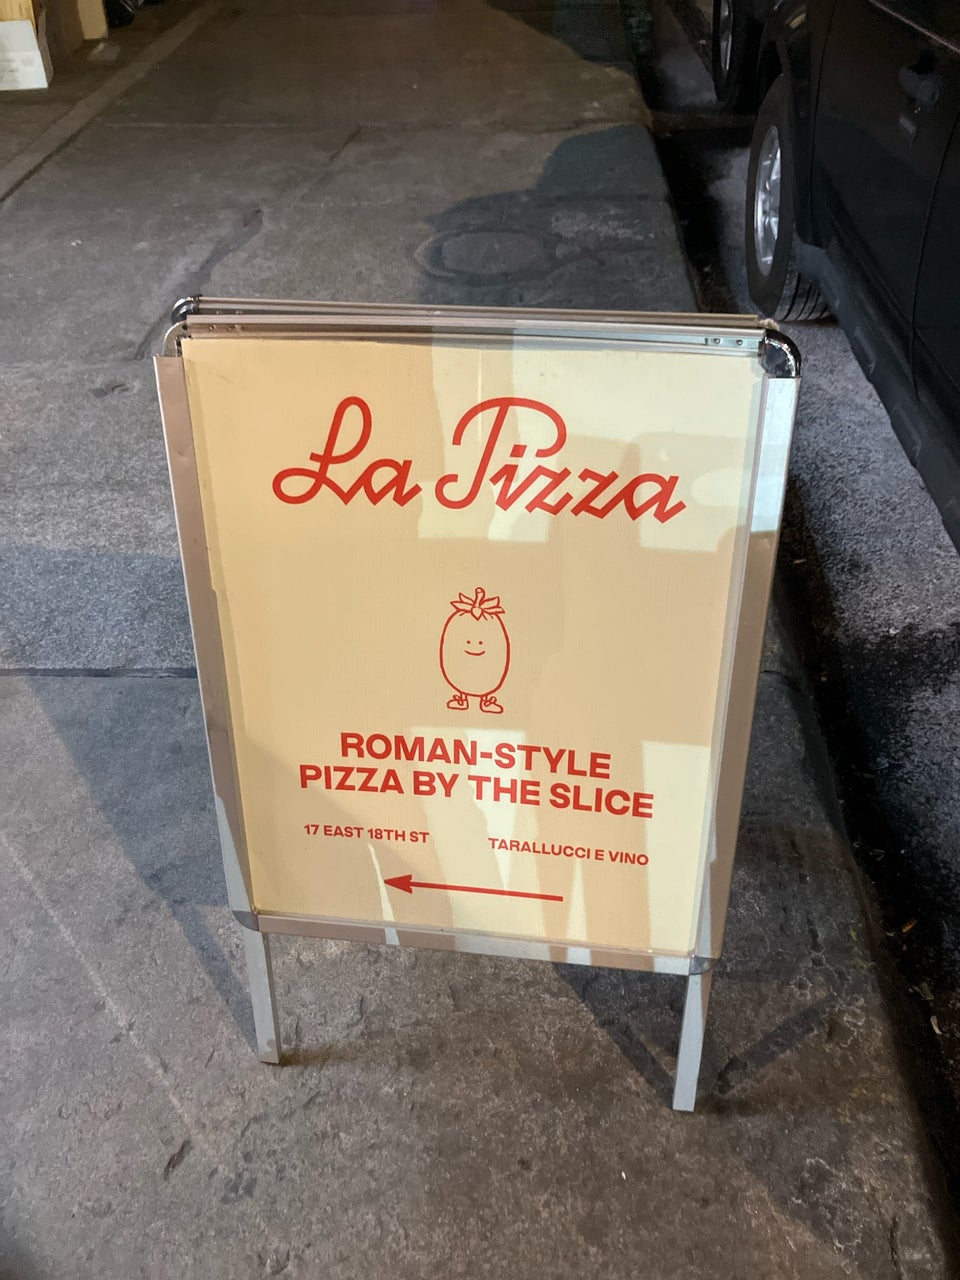 La Pizza
ROMAN-STYLE
PIZZA BY THE SLICE
17 EAST 18TH ST
TARALLUCCI E VINO